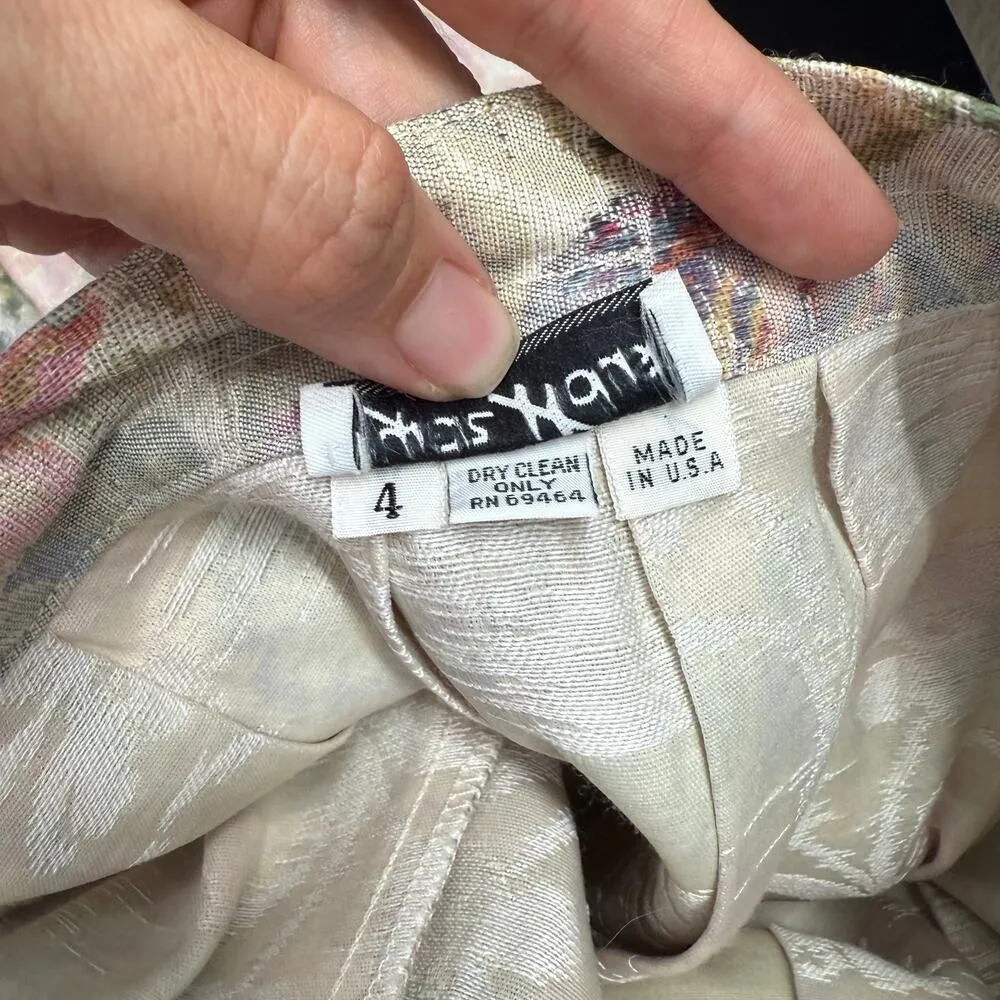 4
DRY CLEAN
ONLY
RN 69464
MADE
IN U.S.A